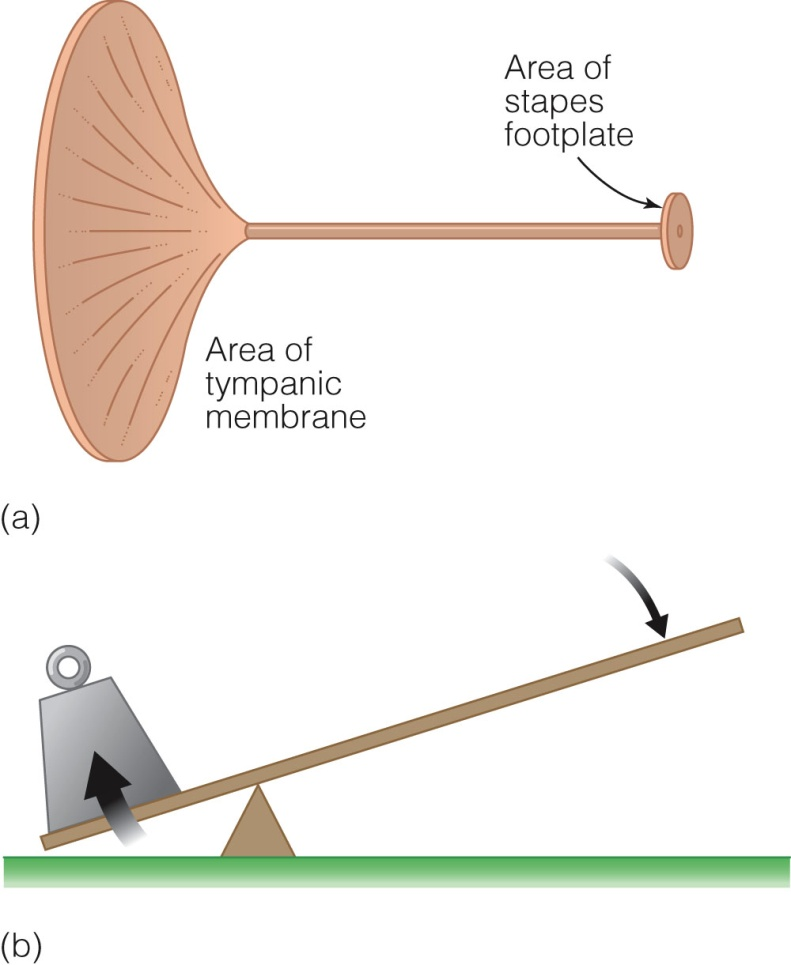 Area of
stapes
footplate
Area of
tympanic
membrane
(a)
(b)